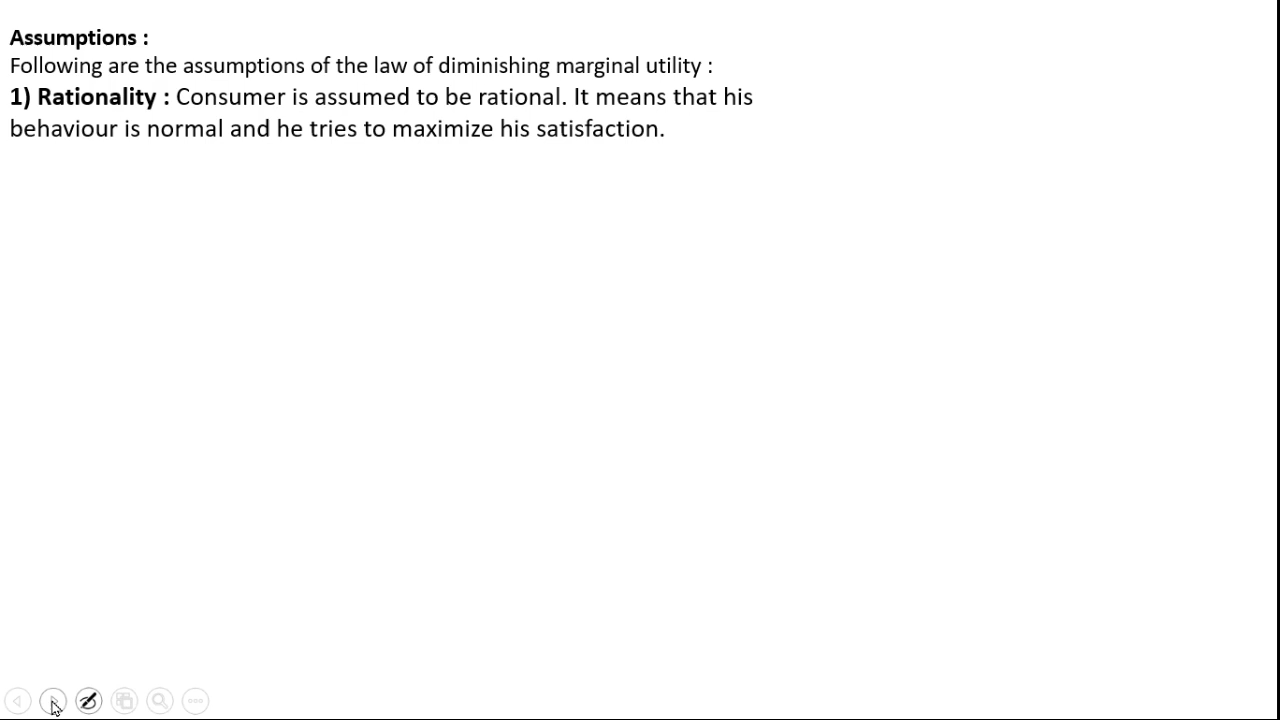 Assumptions :
Following are the assumptions of the law of diminishing marginal utility :
1) Rationality : Consumer is assumed to be rational. It means that his
behaviour is normal and he tries to maximize his satisfaction.